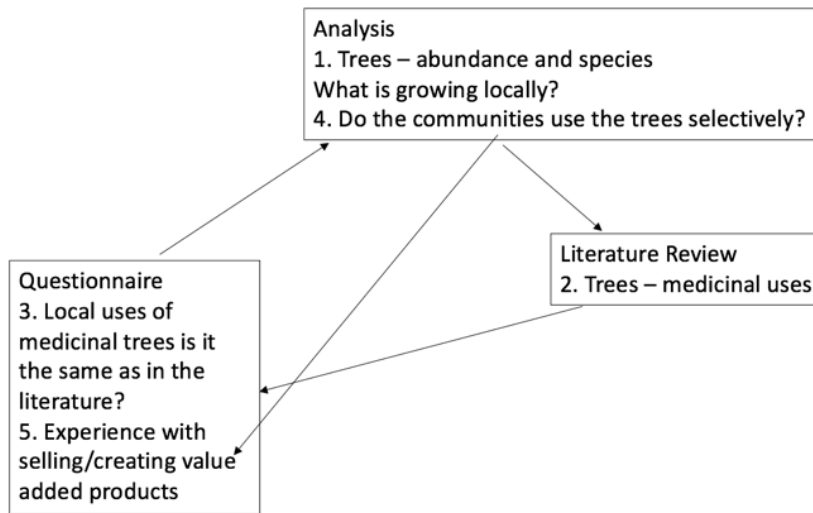 Analysis
1. Trees – abundance and species
What is growing locally?
4. Do the communities use the trees selectively?
Literature Review
2. Trees – medicinal uses
Questionnaire
3. Local uses of
medicinal trees is it
the same as in the
literature?
5. Experience with
selling/creating value
added products